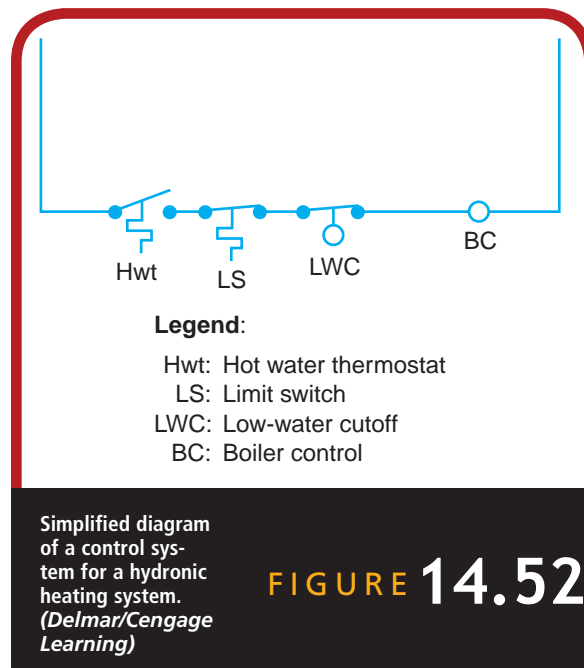 Hwt
LS
LWC
BC
Legend:
Hwt: Hot water thermostat
LS: Limit switch
LWC: Low-water cutoff
BC: Boiler control
Simplified diagram
of a control sys-
tem for a hydronic
heating system.
(Delmar/Cengage
Learning)
FIGURE 14.52